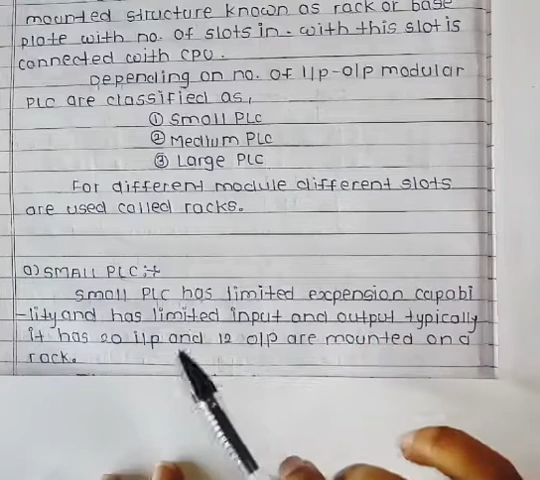 mounted structure known as rack or base
plate with no. of slots in. with this slot is
connected with CPU.
Depending on no. of I/p-o/p modular
PLC are classified as,
① Small PLC
② Medium PLC
③ Large PLC
For different module different slots
are used called racks.
a) SMALL PLC :+
Small PLC has limited expension capabi
-lity and has limited input and output typically
it has 20 i/p and 12 o/p are mounted on a
rack.